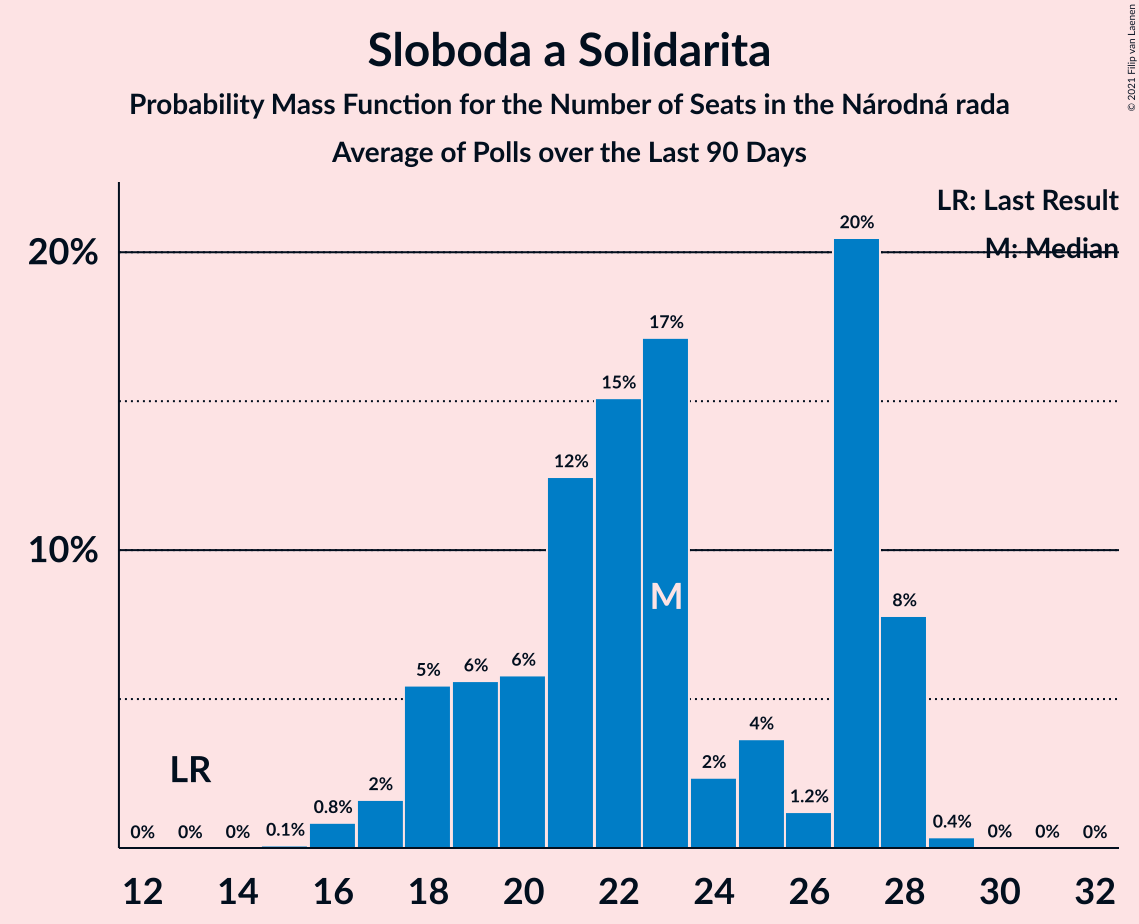 Sloboda a Solidarita
Probability Mass Function for the Number of Seats in the Národná rada
Average of Polls over the Last 90 Days
© 2021 Filip van Laenen
LR: Last Result
M: Median
20%
10%
0%
0%
0%
0.1%
0.8%
2%
5%
6%
6%
12%
15%
17%
2%
4%
1.2%
20%
8%
0.4%
0%
0%
0%
LR
M
12 14 16 18 20 22 24 26 28 30 32